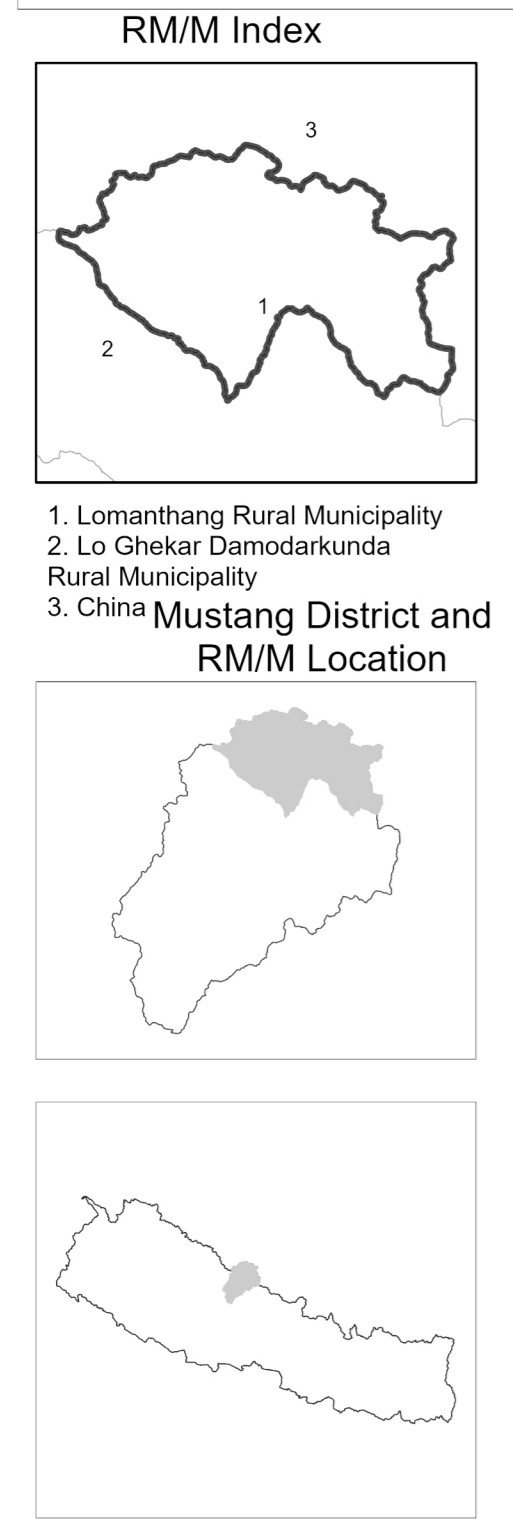 RM/M Index
3
1
2
1. Lomanthang Rural Municipality
2. Lo Ghekar Damodarkunda
Rural Municipality
3. China
Mustang District and
RM/M Location